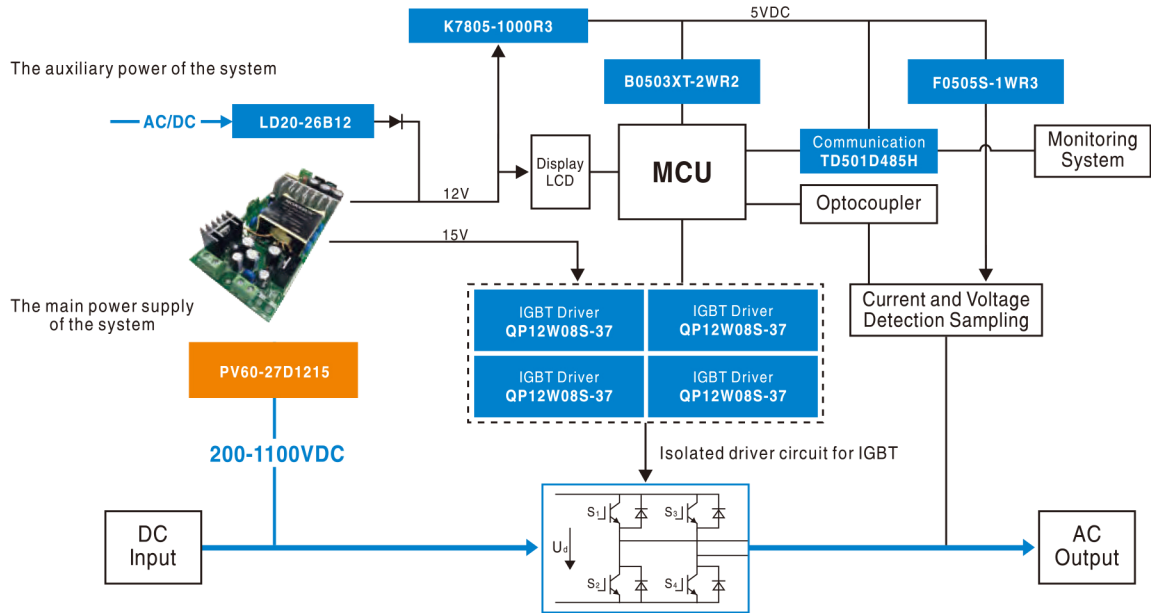 K7805-1000R3
5VDC
The auxiliary power of the system
B0503XT-2WR2
F0505S-1WR3
AC/DC
LD20-26B12
Display
LCD
MCU
Communication
TD501D485H
Monitoring
System
12V
Optocoupler
15V
The main power supply
of the system
IGBT Driver
QP12W08S-37
IGBT Driver
QP12W08S-37
Current and Voltage
Detection Sampling
PV60-27D1215
IGBT Driver
QP12W08S-37
IGBT Driver
QP12W08S-37
200-1100VDC
Isolated driver circuit for IGBT
DC
Input
S1
S3
Ud
S2
S4
AC
Output